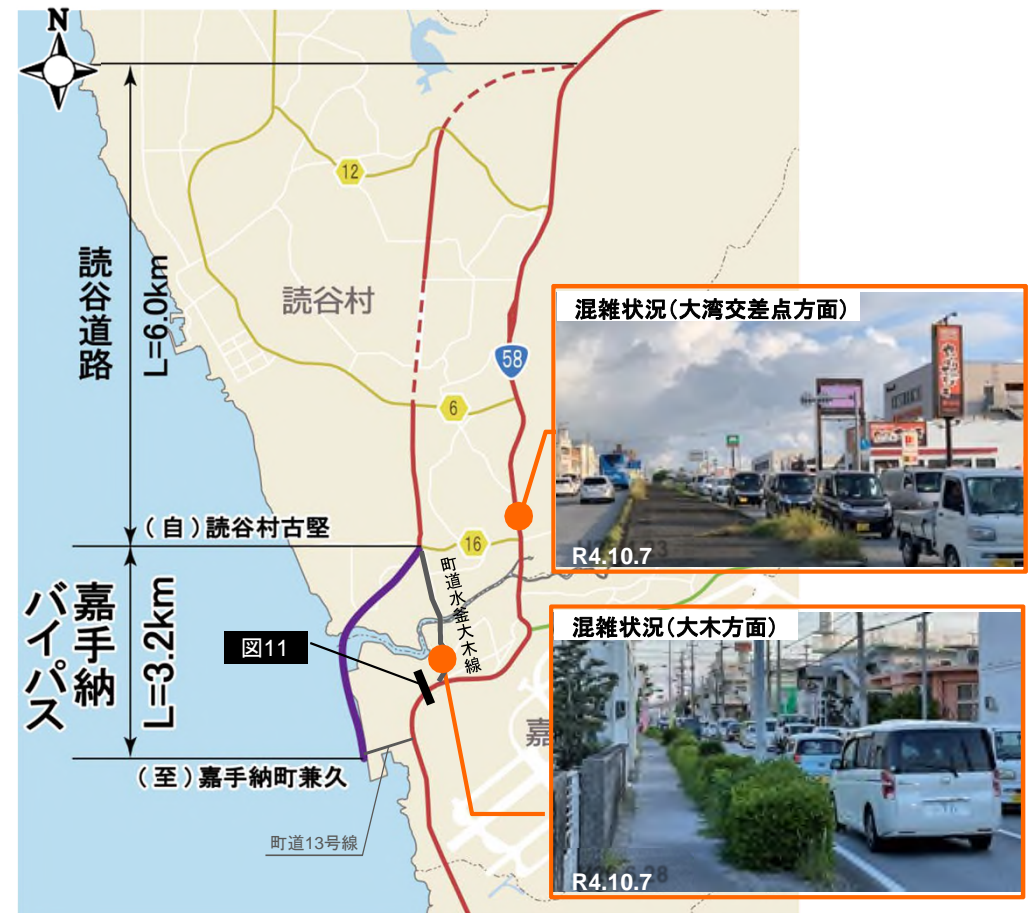 N
12
読谷道路
L=6.0km
読谷村
58
6
混雑状況(大湾交差点方面)
R4.10.7
(自)読谷村古堅
16
町道水釜大木線
嘉手納
バイパス
L=3.2km
図11
混雑状況(大木方面)
R4.10.7
嘉
(至)嘉手納町兼久
町道13号線